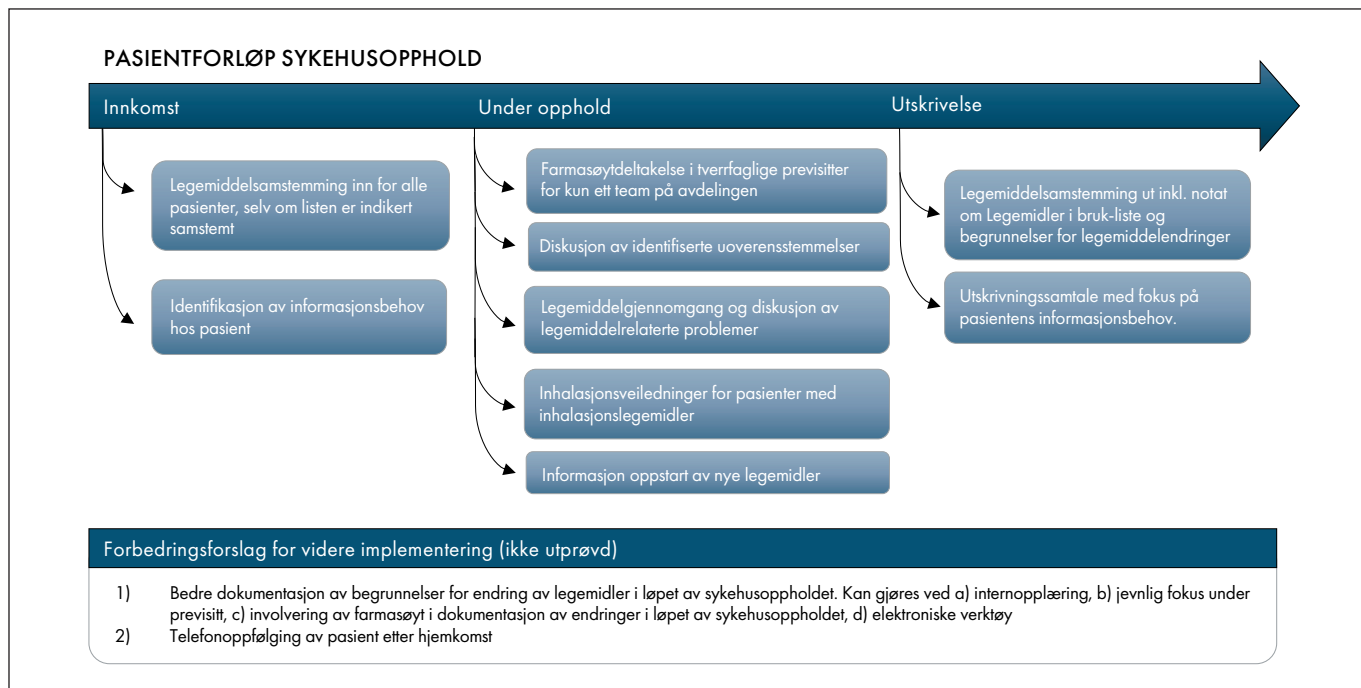 PASIENTFORLØP SYKEHUSOPPHOLD
Innkomst
Legemiddelsamstemming inn for alle
pasienter, selv om listen er indikert
samstemt
Identifikasjon av informasjonsbehov
hos pasient
Under opphold
Farmasøytdeltakelse i tverrfaglige previsitter
for kun ett team på avdelingen
Diskusjon av identifiserte uoverensstemmelser
Legemiddelgjennomgang og diskusjon av
legemiddelrelaterte problemer
Inhalasjonsveiledninger for pasienter med
inhalasjonslegemidler
Informasjon oppstart av nye legemidler
Utskrivelse
Legemiddelsamstemming ut inkl. notat
om Legemidler i bruk-liste og
begrunnelser for legemiddelendringer
Utskrivningssamtale med fokus på
pasientens informasjonsbehov.
Forbedringsforslag for videre implementering (ikke utprøvd)
1) Bedre dokumentasjon av begrunnelser for endring av legemidler i løpet av sykehusoppholdet. Kan gjøres ved a) internopplæring, b) jevnlig fokus under
previsitt, c) involvering av farmasøyt i dokumentasjon av endringer i løpet av sykehusoppholdet, d) elektroniske verktøy
2) Telefonoppfølging av pasient etter hjemkomst